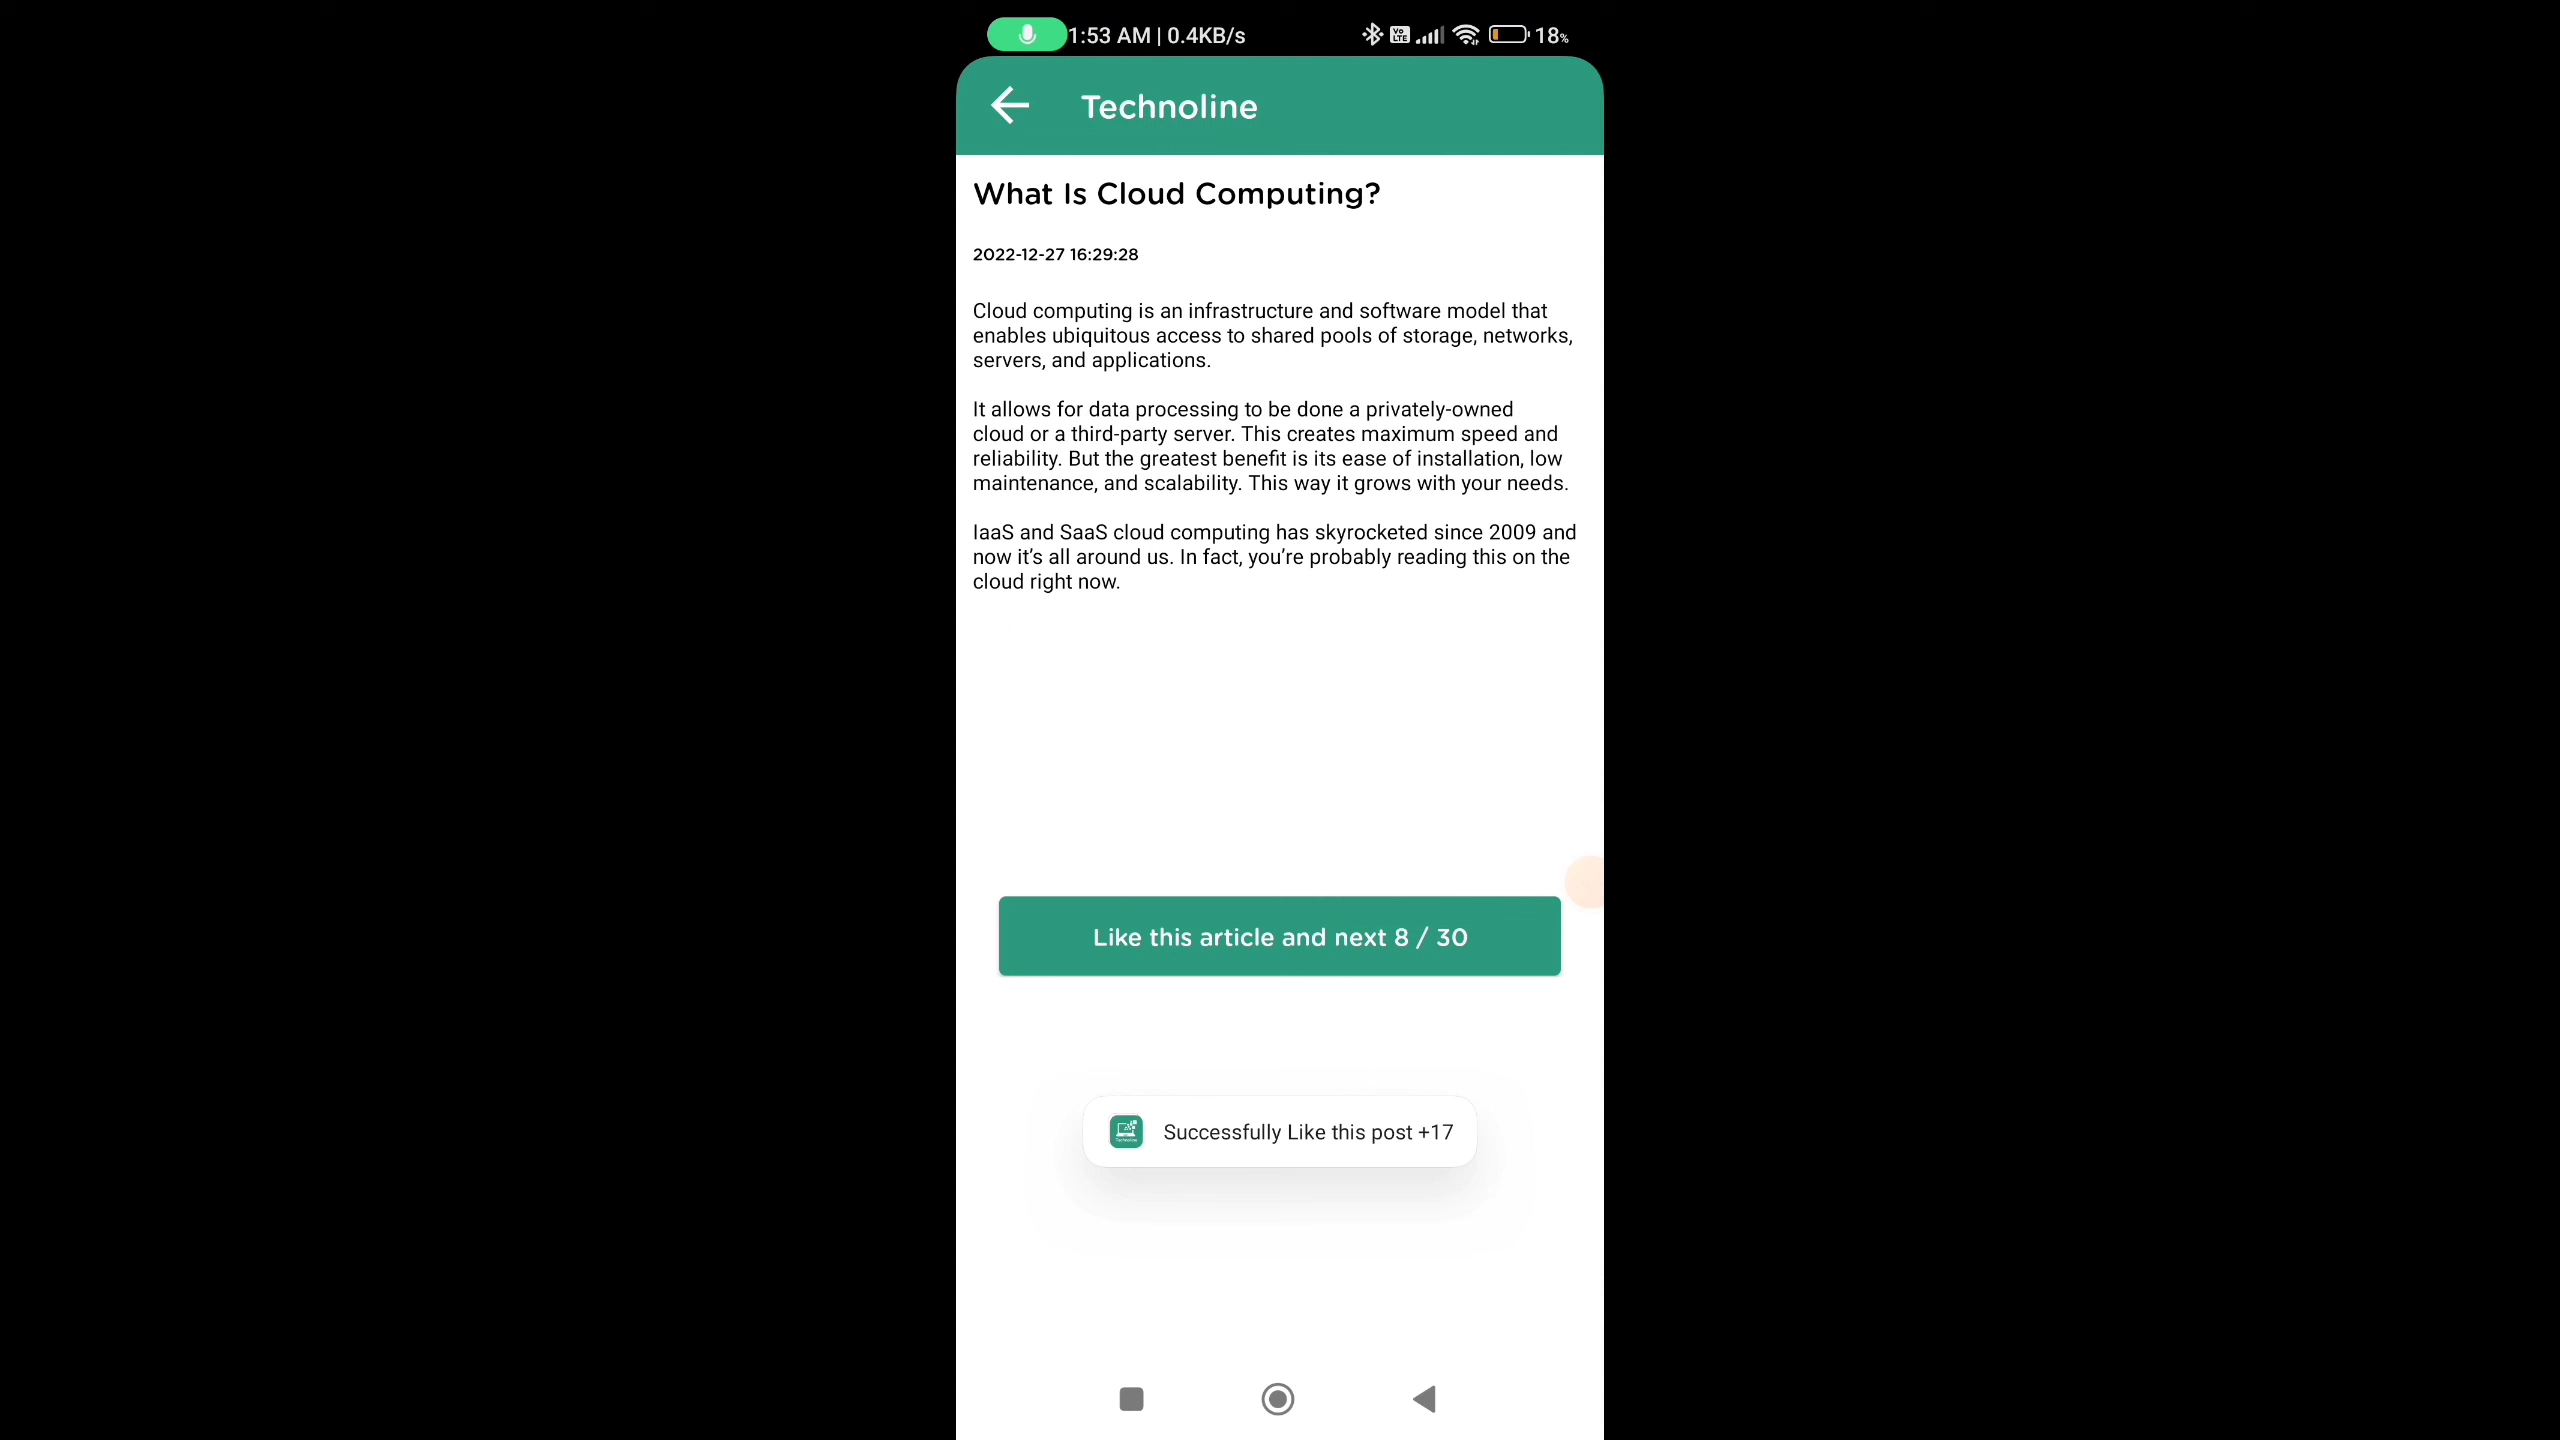 1:53 AM | 0.4KB/s
Vo LTE
18%
Technoline
What Is Cloud Computing?
2022-12-27 16:29:28
Cloud computing is an infrastructure and software model that
enables ubiquitous access to shared pools of storage, networks,
servers, and applications.
It allows for data processing to be done a privately-owned
cloud or a third-party server. This creates maximum speed and
reliability. But the greatest benefit is its ease of installation, low
maintenance, and scalability. This way it grows with your needs.
IaaS and SaaS cloud computing has skyrocketed since 2009 and
now it’s all around us. In fact, you’re probably reading this on the
cloud right now.
Like this article and next 8 / 30
Successfully Like this post +17